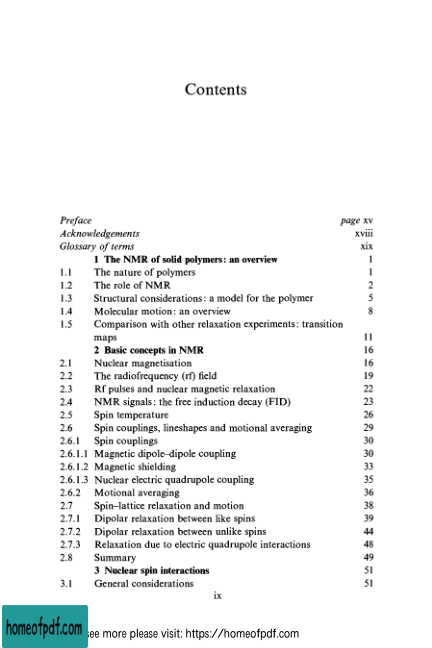 Contents
Preface page xv
Acknowledgements xviii
Glossary of terms xix
1 The NMR of solid polymers: an overview 1
1.1 The nature of polymers 1
1.2 The role of NMR 2
1.3 Structural considerations: a model for the polymer 5
1.4 Molecular motion: an overview 8
1.5 Comparison with other relaxation experiments: transition
maps 11
2 Basic concepts in NMR 16
2.1 Nuclear magnetisation 16
2.2 The radiofrequency (rf) field 19
2.3 Rf pulses and nuclear magnetic relaxation 22
2.4 NMR signals: the free induction decay (FID) 23
2.5 Spin temperature 26
2.6 Spin couplings, lineshapes and motional averaging 29
2.6.1 Spin couplings 30
2.6.1.1 Magnetic dipole–dipole coupling 30
2.6.1.2 Magnetic shielding 33
2.6.1.3 Nuclear electric quadrupole coupling 35
2.6.2 Motional averaging 36
2.7 Spin–lattice relaxation and motion 38
2.7.1 Dipolar relaxation between like spins 39
2.7.2 Dipolar relaxation between unlike spins 44
2.7.3 Relaxation due to electric quadrupole interactions 48
2.8 Summary 49
3 Nuclear spin interactions 51
3.1 General considerations 51
ix
homeofpdf.com
see more please visit: https://homeofpdf.com